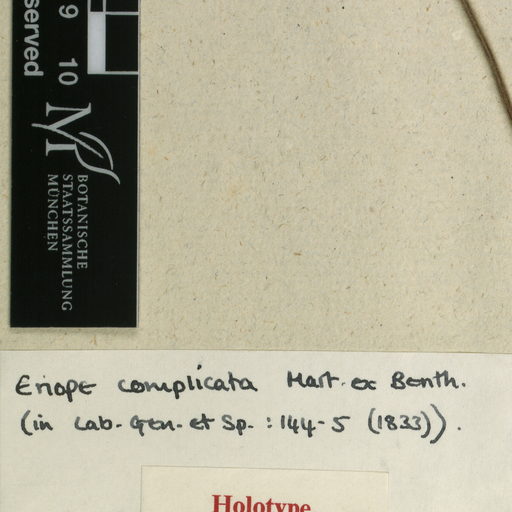 served
9 10
BOTANISCHE
STAATSSAMMLUNG
MÜNCHEN
Eriope complicata Mart. ex Benth.
(in Lab. Gen. et Sp. : 144-5 (1833)).
Holotype